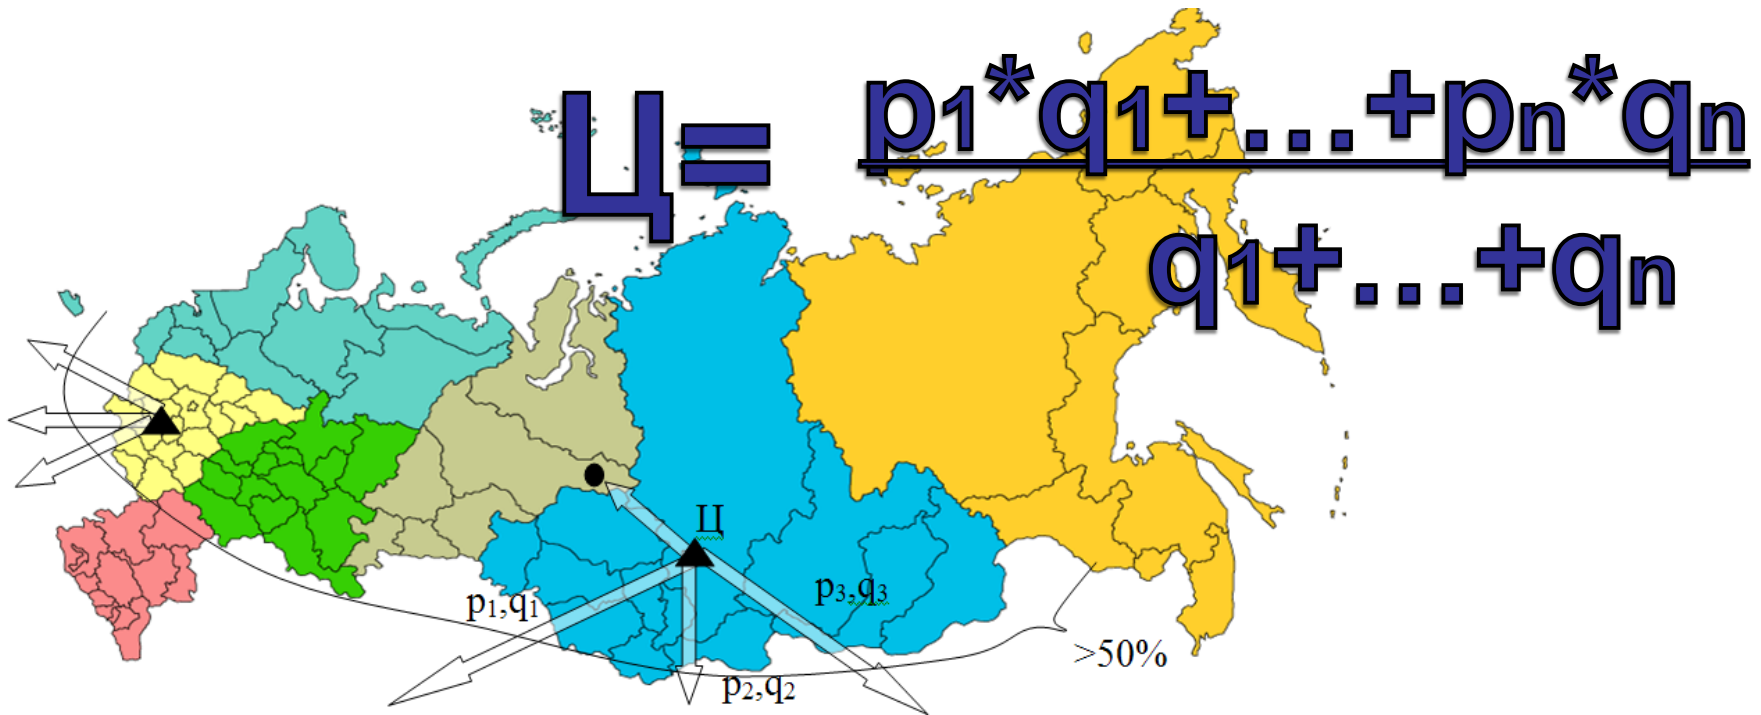 Ц= p1*q1+...+pn*qn
q1+...+qn
Ц
p1,q1
p3,q3
p2,q2
>50%